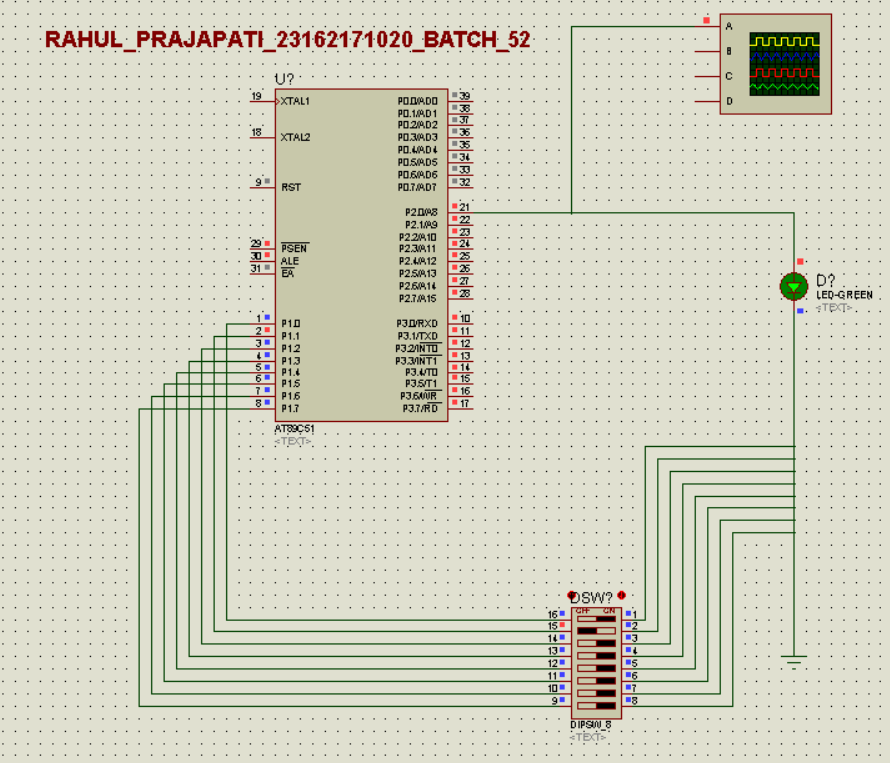 RAHUL_PRAJAPATI_23162171020_BATCH_52
A
B
C
D
U?
19 XTAL1
18 XTAL2
9 RST
29 PSEN
30 ALE
31 EA
1 P1.0
2 P1.1
3 P1.2
4 P1.3
5 P1.4
6 P1.5
7 P1.6
8 P1.7
P0.0/AD0 39
P0.1/AD1 38
P0.2/AD2 37
P0.3/AD3 36
P0.4/AD4 35
P0.5/AD5 34
P0.6/AD6 33
P0.7/AD7 32
P2.0/A8 21
P2.1/A9 22
P2.2/A10 23
P2.3/A11 24
P2.4/A12 25
P2.5/A13 26
P2.6/A14 27
P2.7/A15 28
P3.0/RXD 10
P3.1/TXD 11
P3.2/INT0 12
P3.3/INT1 13
P3.4/T0 14
P3.5/T1 15
P3.6/WR 16
P3.7/RD 17
AT89C51
<TEXT>
D?
LED-GREEN
<TEXT>
DSW?
OFF ON
16 1
15 2
14 3
13 4
12 5
11 6
10 7
9 8
DIPSW_8
<TEXT>